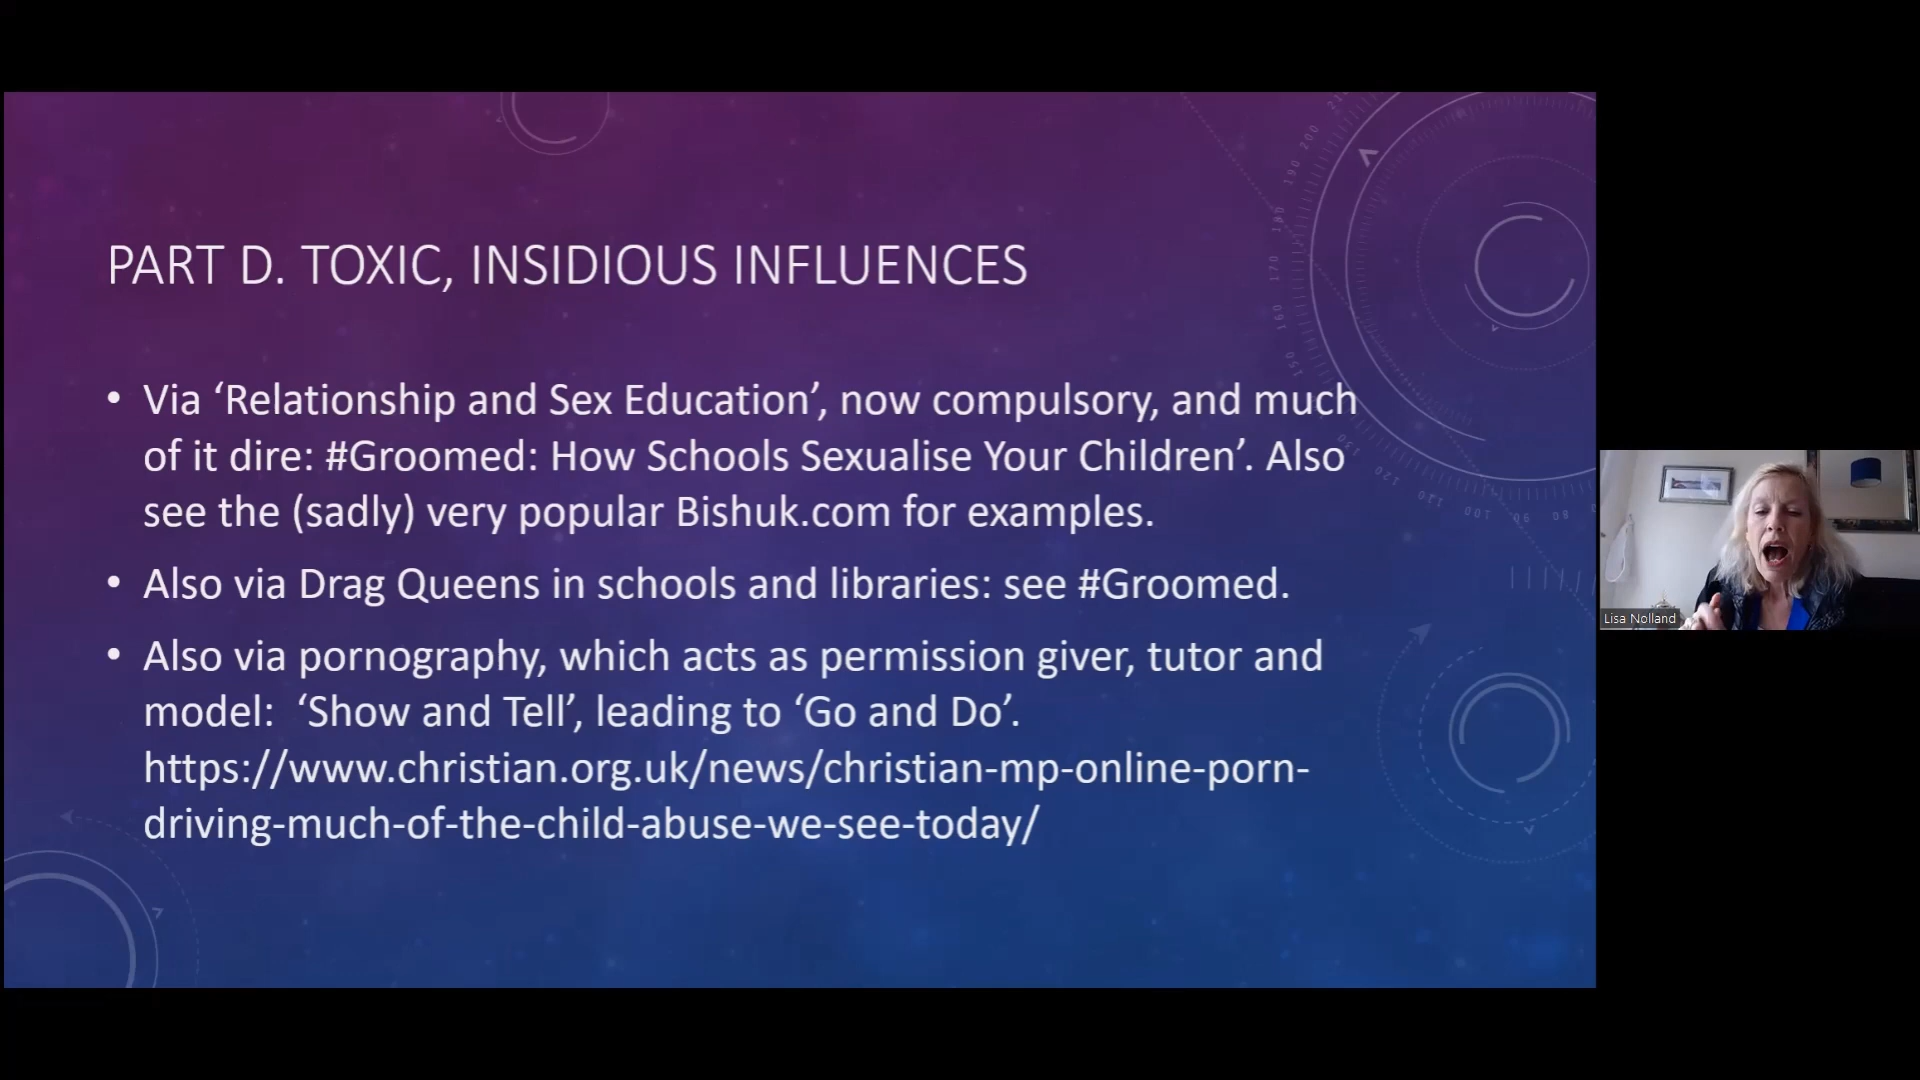 PART D. TOXIC, INSIDIOUS INFLUENCES
• Via ‘Relationship and Sex Education’, now compulsory, and much
of it dire: #Groomed: How Schools Sexualise Your Children’. Also
see the (sadly) very popular Bishuk.com for examples.
• Also via Drag Queens in schools and libraries: see #Groomed.
• Also via pornography, which acts as permission giver, tutor and
model:  ‘Show and Tell’, leading to ‘Go and Do’.
https://www.christian.org.uk/news/christian-mp-online-porn-
driving-much-of-the-child-abuse-we-see-today/
Lisa Nolland